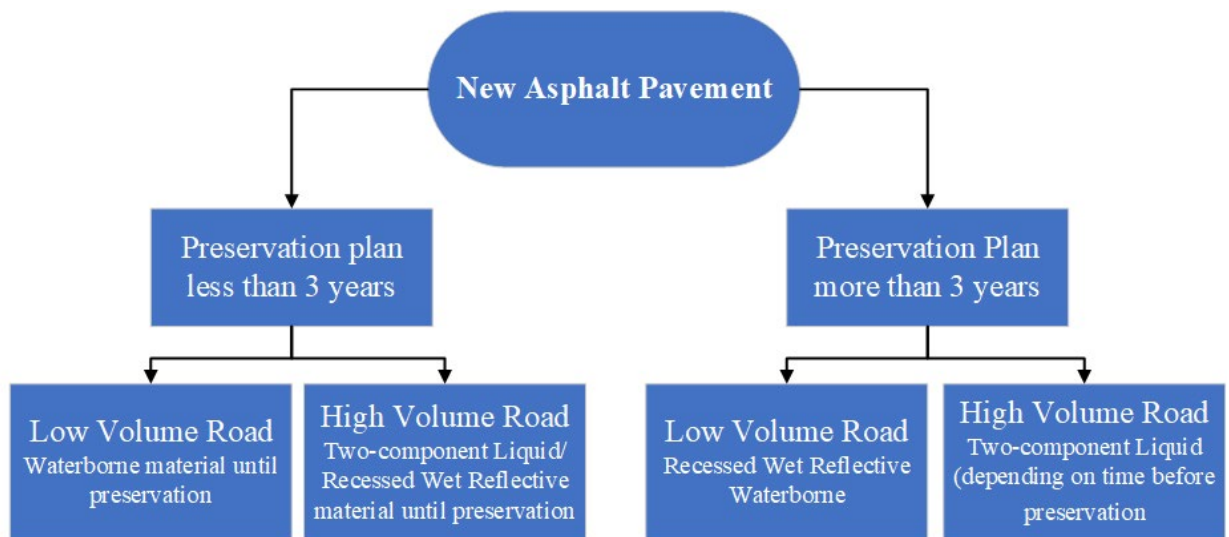 New Asphalt Pavement
Preservation plan
less than 3 years
Preservation Plan
more than 3 years
Low Volume Road
Waterborne material until
preservation
High Volume Road
Two-component Liquid/
Recessed Wet Reflective
material until preservation
Low Volume Road
Recessed Wet Reflective
Waterborne
High Volume Road
Two-component Liquid
(depending on time before
preservation